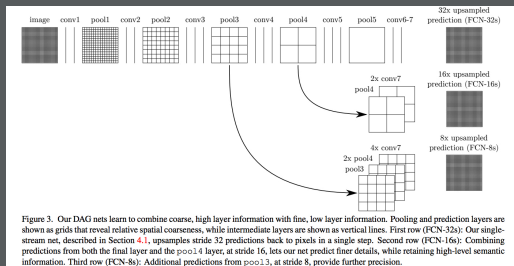 32x upsampled
image conv1 pool1 conv2 pool2 conv3 pool3 conv4 pool4 conv5 pool5 conv6-7 prediction (FCN-32s)
16x upsampled
2x conv7 prediction (FCN-16s)
pool4
8x upsampled
4x conv7 prediction (FCN-8s)
2x pool4
pool3
Figure 3. Our DAG nets learn to combine coarse, high layer information with fine, low layer information. Pooling and prediction layers are
shown as grids that reveal relative spatial coarseness, while intermediate layers are shown as vertical lines. First row (FCN-32s): Our single-
stream net, described in Section 4.1, upsamples stride 32 predictions back to pixels in a single step. Second row (FCN-16s): Combining
predictions from both the final layer and the pool4 layer, at stride 16, lets our net predict finer details, while retaining high-level semantic
information. Third row (FCN-8s): Additional predictions from pool3, at stride 8, provide further precision.